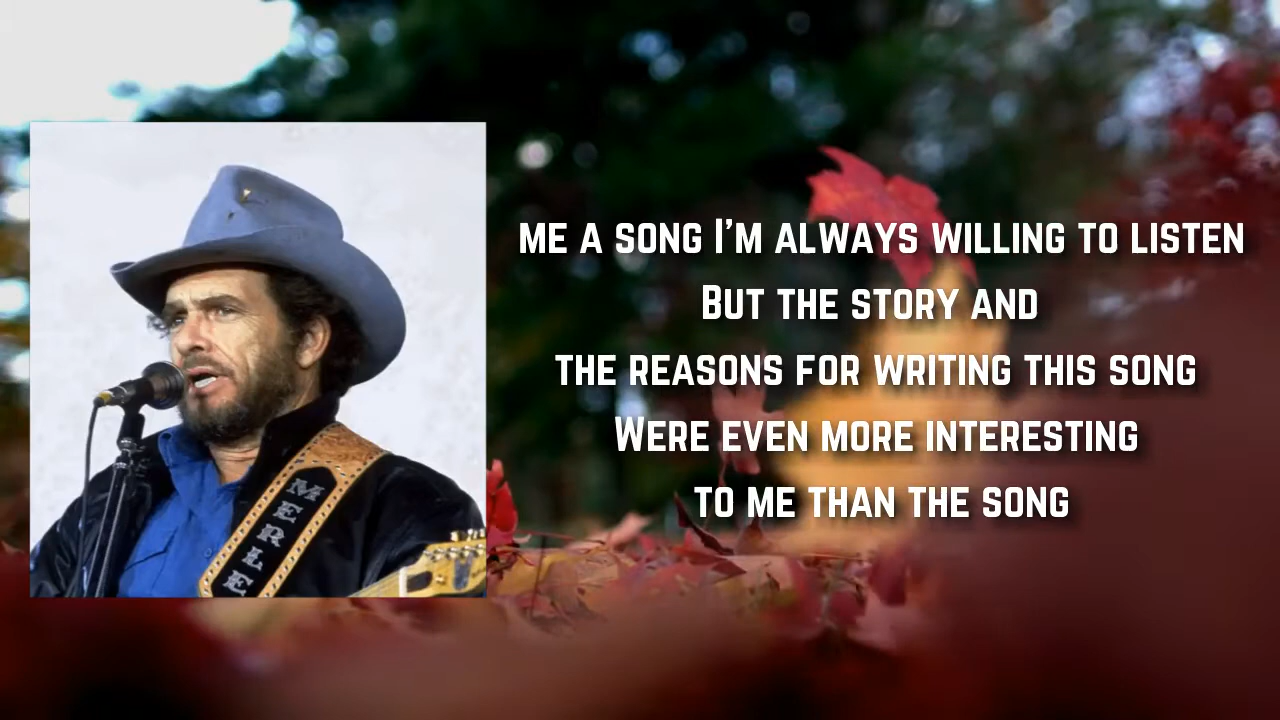 MERLE
ME A SONG I'M ALWAYS WILLING TO LISTEN
BUT THE STORY AND
THE REASONS FOR WRITING THIS SONG
WERE EVEN MORE INTERESTING
TO ME THAN THE SONG